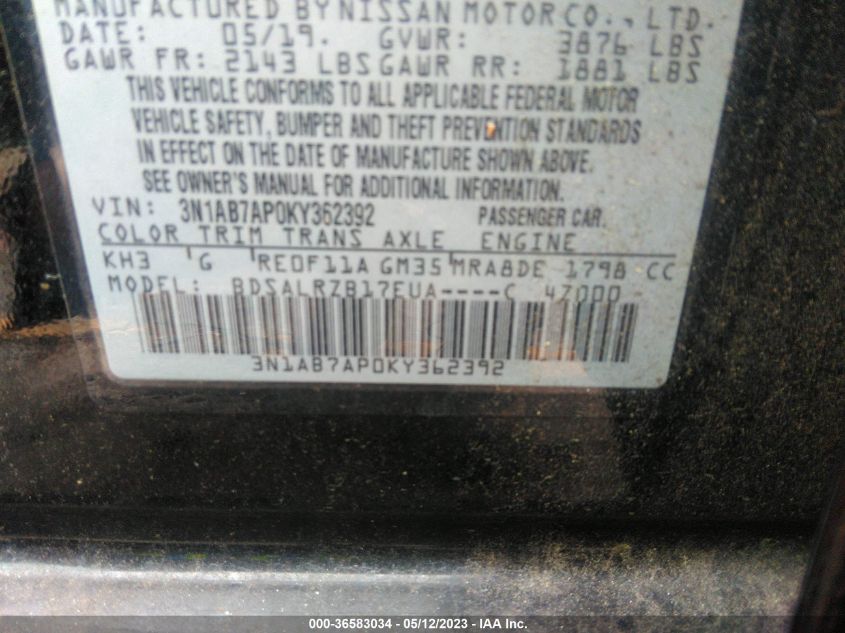 MANUFACTURED BY NISSAN MOTOR CO., LTD.
DATE: 05/19. GVWR: 3876 LBS
GAWR FR: 2143 LBS GAWR RR: 1881 LBS
THIS VEHICLE CONFORMS TO ALL APPLICABLE FEDERAL MOTOR
VEHICLE SAFETY, BUMPER AND THEFT PREVENTION STANDARDS
IN EFFECT ON THE DATE OF MANUFACTURE SHOWN ABOVE.
SEE OWNER'S MANUAL FOR ADDITIONAL INFORMATION.
VIN: 3N1AB7AP0KY362392 PASSENGER CAR.
COLOR TRIM TRANS AXLE ENGINE
KH3 G RE0F11A GM35 MRA8DE 1798 CC
MODEL: BDSALRZB17EUA----C 47000-
3N1AB7AP0KY362392
000-36583034 - 05/12/2023 - IAA Inc.